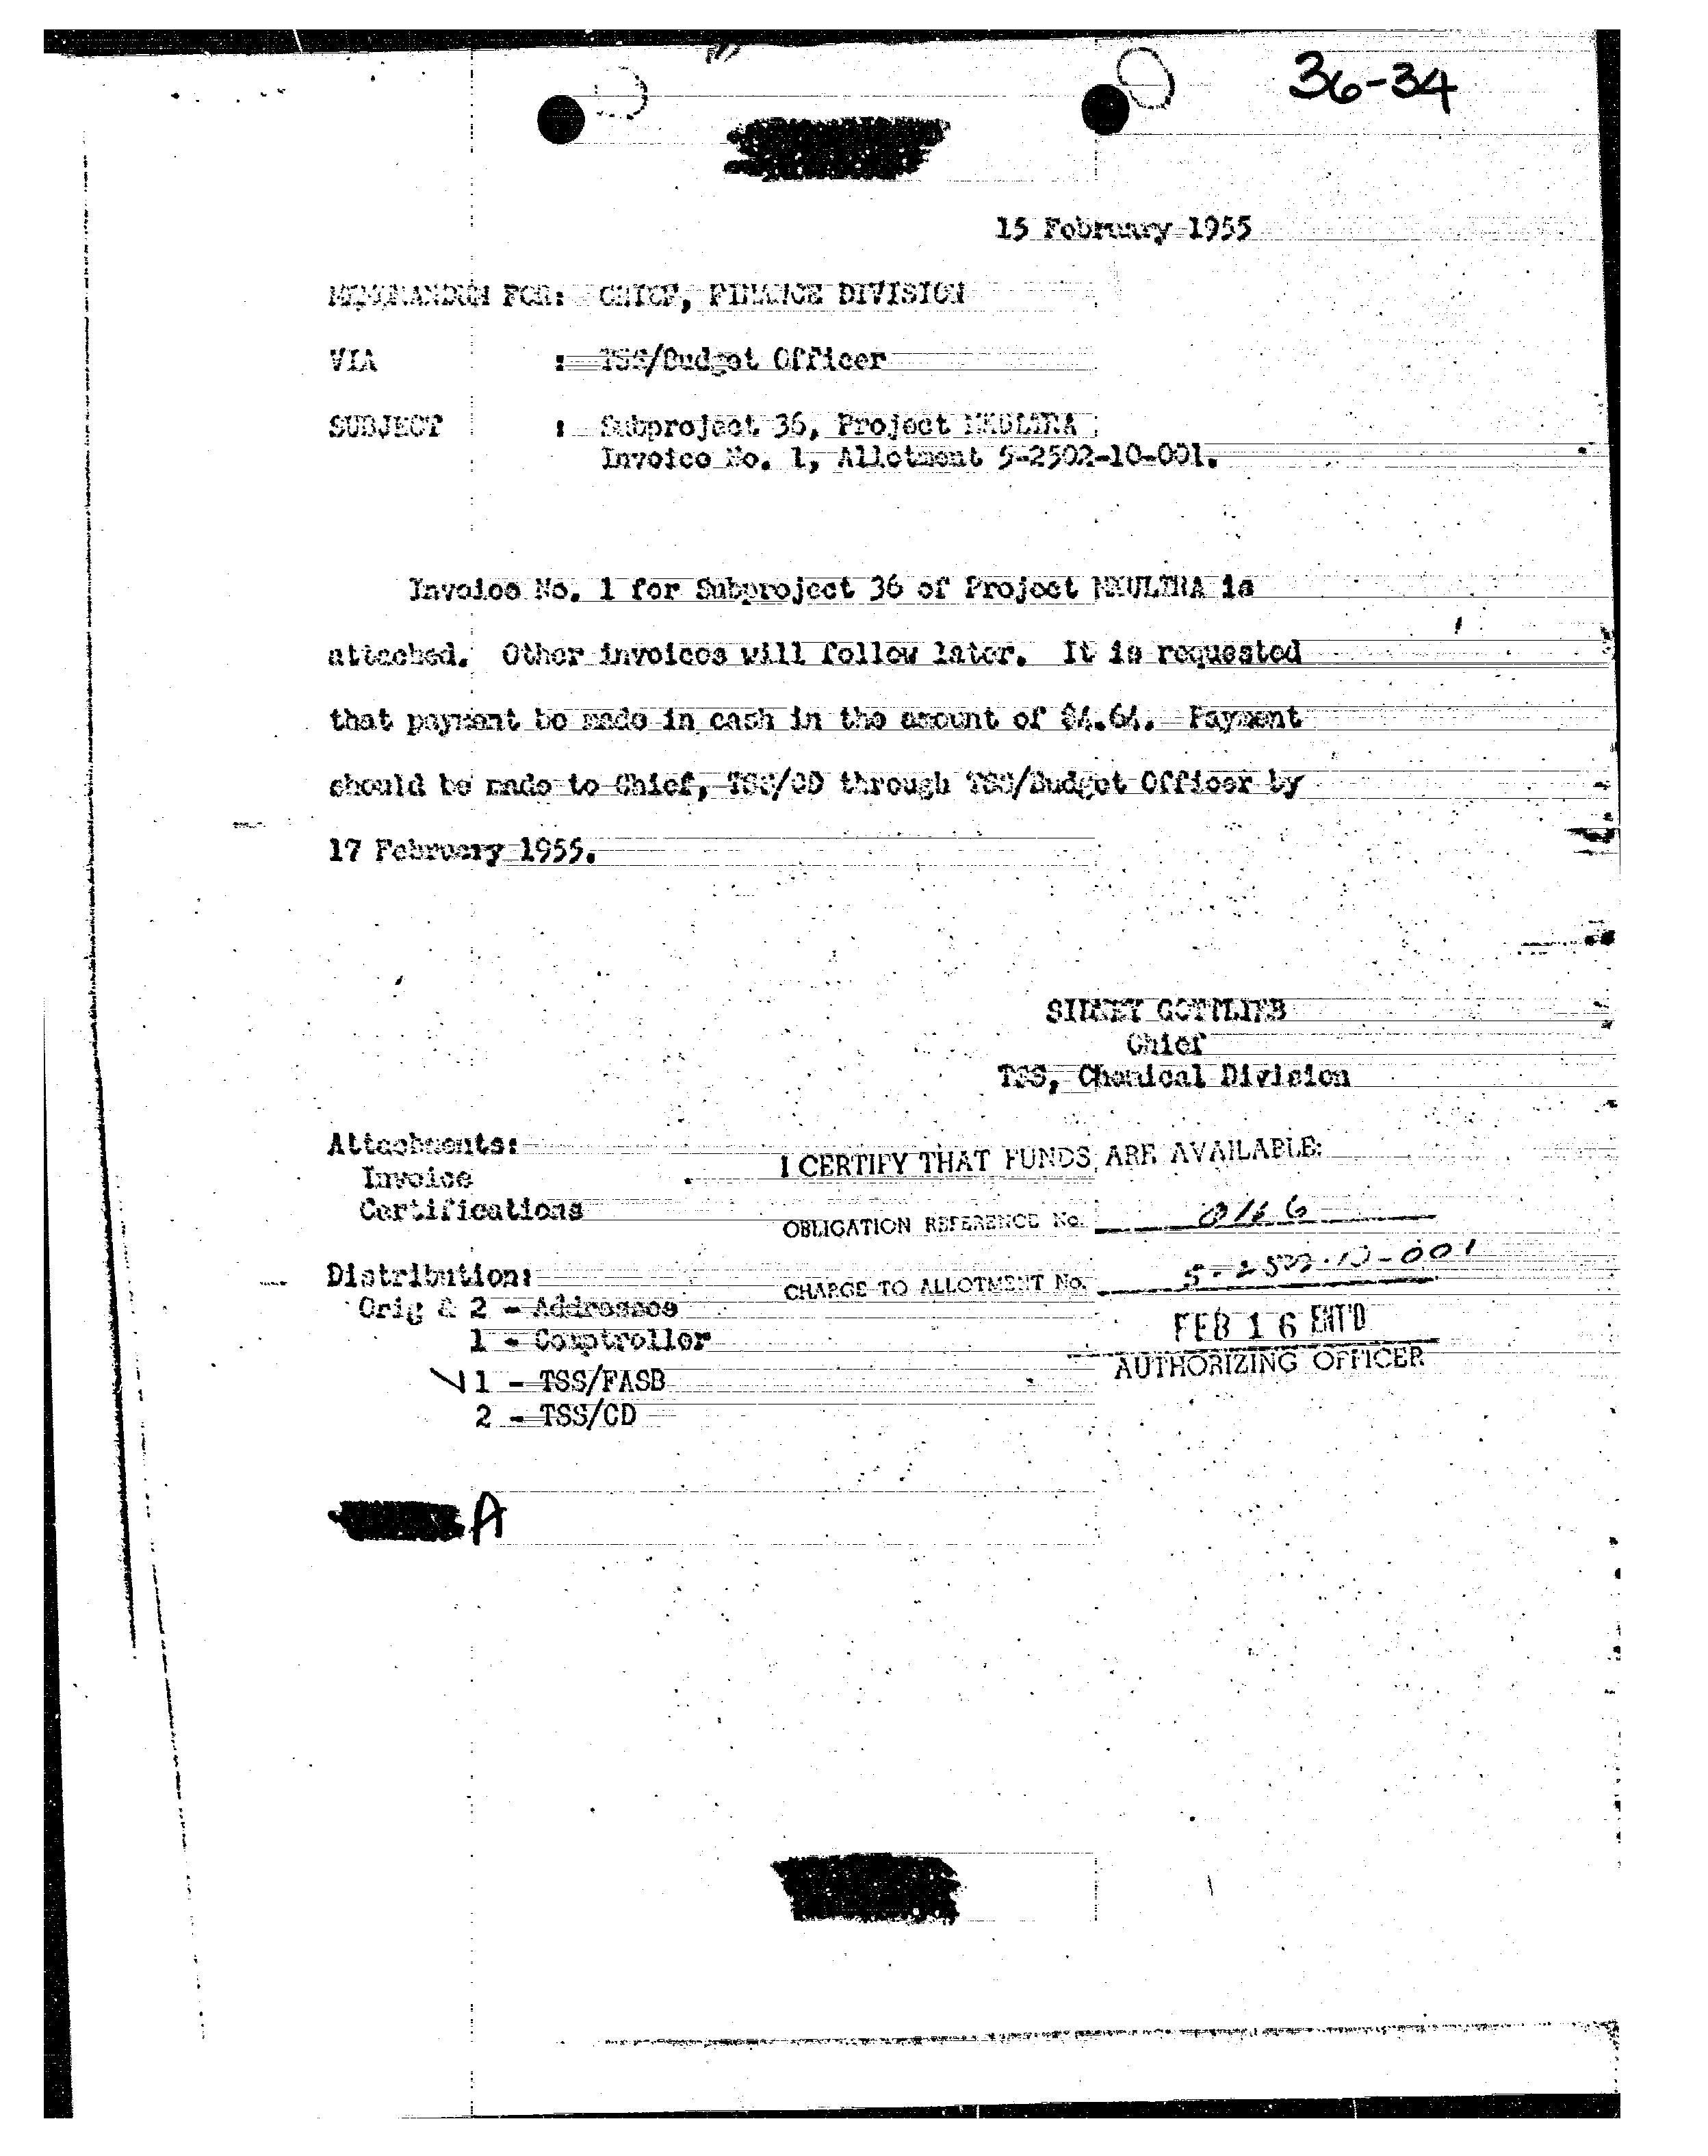 36-34
15 February 1955
MEMORANDUM FOR: CHIEF, FINANCE DIVISION
VIA : TSS/Budget Officer
SUBJECT : Subproject 36, Project MKULTRA
Invoice No. 1, Allotment 5-2502-10-001.
Invoice No. 1 for Subproject 36 of Project MKULTRA is
attached. Other invoices will follow later. It is requested
that payment be made in cash in the amount of $4.64. Payment
should be made to Chief, TSS/CD through TSS/Budget Officer by
17 February 1955.
SIDNEY GOTTLIEB
Chief
TSS, Chemical Division
Attachments:
Invoice
Certifications
I CERTIFY THAT FUNDS ARE AVAILABLE:
OBLIGATION REFERENCE No.
CHARGE TO ALLOTMENT No. 5-2502-10-001
FEB 16 ENT'D
AUTHORIZING OFFICER
Distribution:
Orig & 2 - Addressee
1 - Comptroller
1 - TSS/FASB
2 - TSS/CD
A